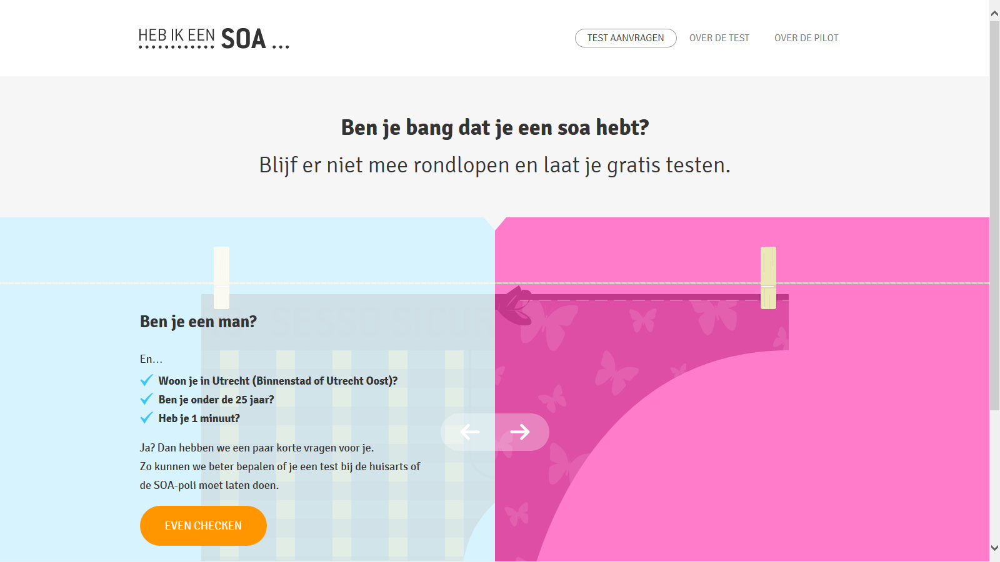 HEB IK EEN SOA ...
TEST AANVRAGEN
OVER DE TEST
OVER DE PILOT
Ben je bang dat je een soa hebt?
Blijf er niet mee rondlopen en laat je gratis testen.
Ben je een man?
En...
Woon je in Utrecht (Binnenstad of Utrecht Oost)?
Ben je onder de 25 jaar?
Heb je 1 minuut?
Ja? Dan hebben we een paar korte vragen voor je.
Zo kunnen we beter bepalen of je een test bij de huisarts of
de SOA-poli moet laten doen.
EVEN CHECKEN